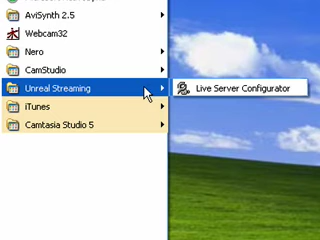 AviSynth 2.5
Webcam32
Nero
CamStudio
Unreal Streaming
Live Server Configurator
iTunes
Camtasia Studio 5